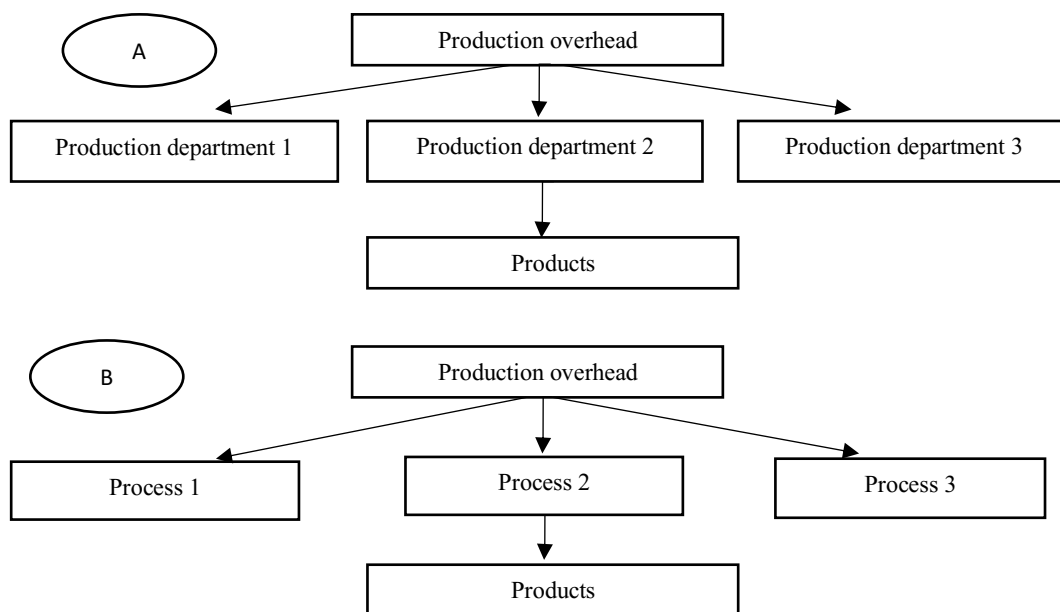 A
Production overhead
Production department 1
Production department 2
Production department 3
Products
B
Production overhead
Process 1
Process 2
Process 3
Products